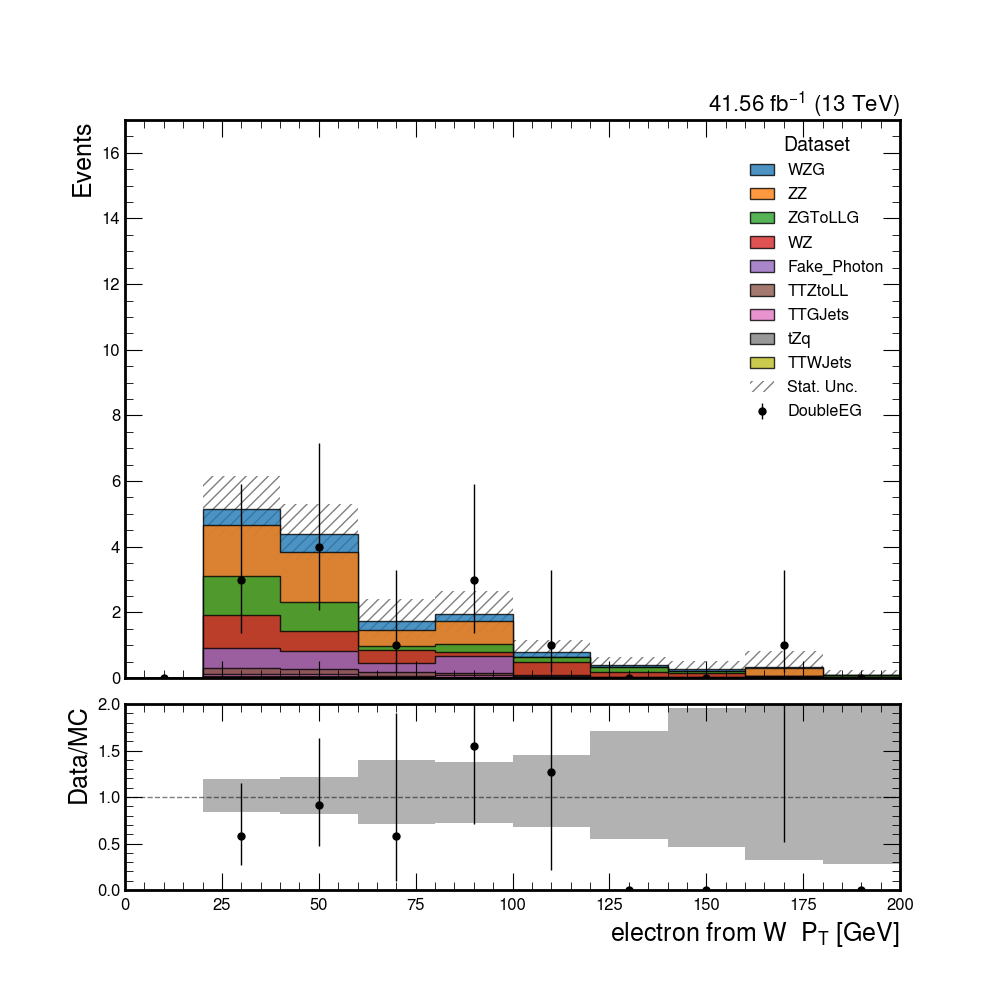 41.56 fb⁻¹ (13 TeV)
Events
16
14
12
10
8
6
4
2
0
Dataset
WZG
ZZ
ZGToLLG
WZ
Fake_Photon
TTZtoLL
TTGJets
tZq
TTWJets
Stat. Unc.
DoubleEG
Data/MC
2.0
1.5
1.0
0.5
0.0
0 25 50 75 100 125 150 175 200
electron from W P_T [GeV]